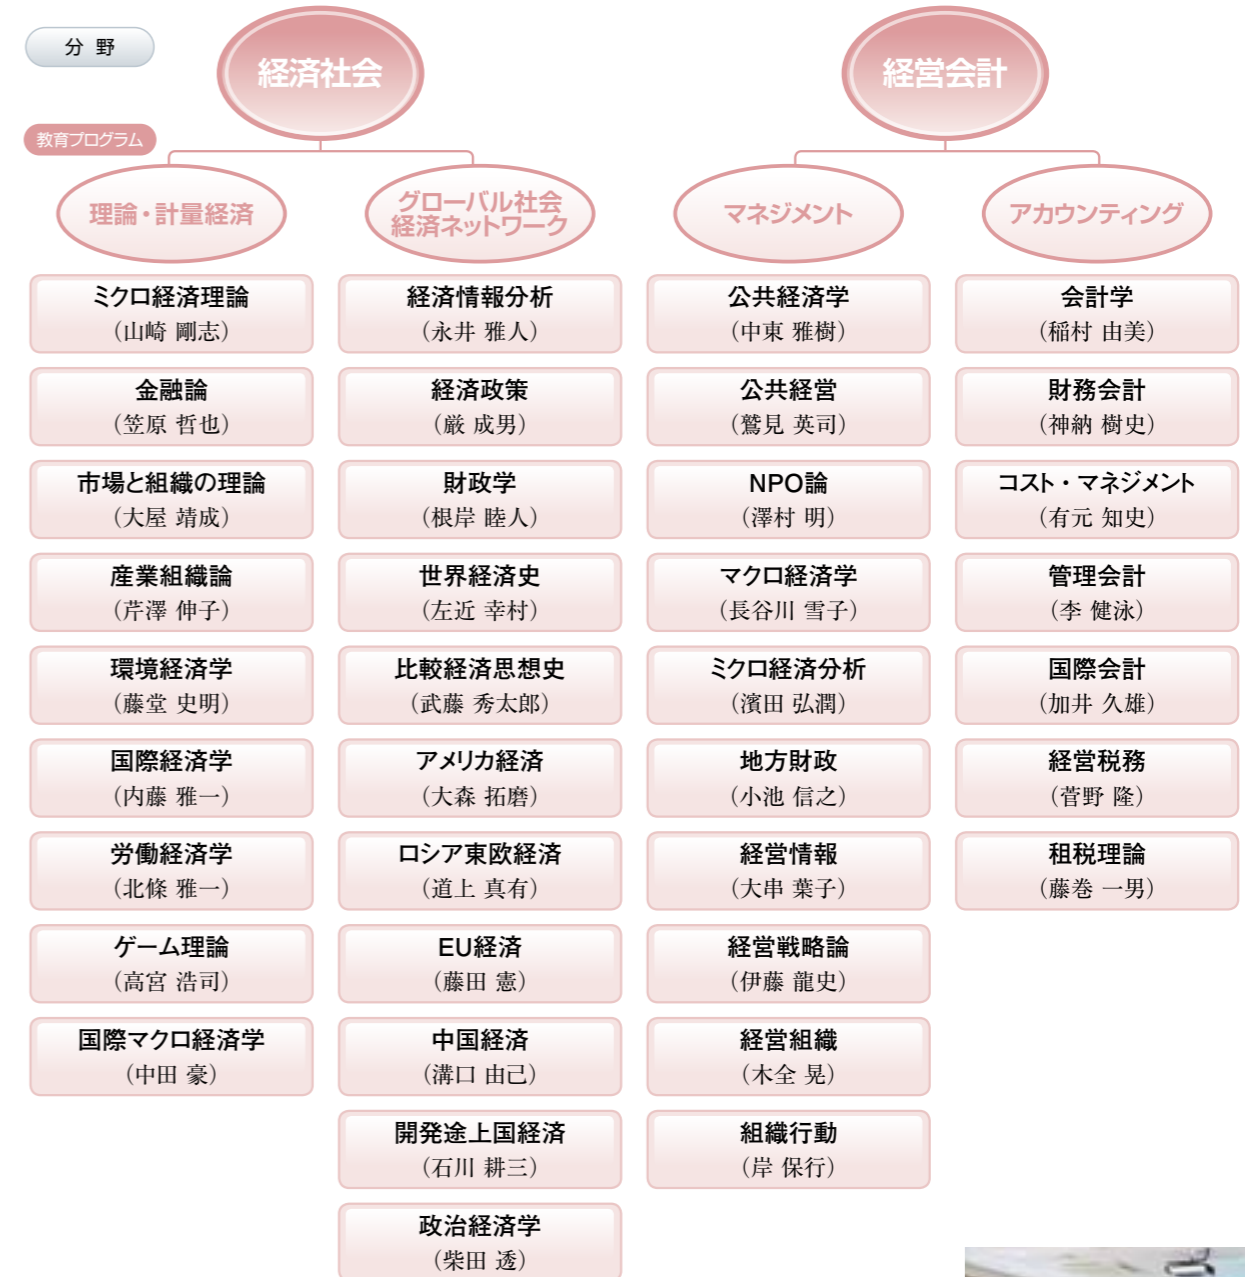 分野
経済社会
経営会計
教育プログラム
理論・計量経済
グローバル社会
経済ネットワーク
マネジメント
アカウンティング
ミクロ経済理論
（山崎 剛志）
金融論
（笠原 哲也）
市場と組織の理論
（大屋 靖成）
産業組織論
（芹澤 伸子）
環境経済学
（藤堂 史明）
国際経済学
（内藤 雅一）
労働経済学
（北條 雅一）
ゲーム理論
（高宮 浩司）
国際マクロ経済学
（中田 豪）
経済情報分析
（永井 雅人）
経済政策
（厳 成男）
財政学
（根岸 睦人）
世界経済史
（左近 幸村）
比較経済思想史
（武藤 秀太郎）
アメリカ経済
（大森 拓磨）
ロシア東欧経済
（道上 真有）
EU経済
（藤田 憲）
中国経済
（溝口 由己）
開発途上国経済
（石川 耕三）
政治経済学
（柴田 透）
公共経済学
（中東 雅樹）
公共経営
（鷲見 英司）
NPO論
（澤村 明）
マクロ経済学
（長谷川 雪子）
ミクロ経済分析
（濱田 弘潤）
地方財政
（小池 信之）
経営情報
（大串 葉子）
経営戦略論
（伊藤 龍史）
経営組織
（木全 晃）
組織行動
（岸 保行）
会計学
（稲村 由美）
財務会計
（神納 樹史）
コスト・マネジメント
（有元 知史）
管理会計
（李 健泳）
国際会計
（加井 久雄）
経営税務
（菅野 隆）
租税理論
（藤巻 一男）